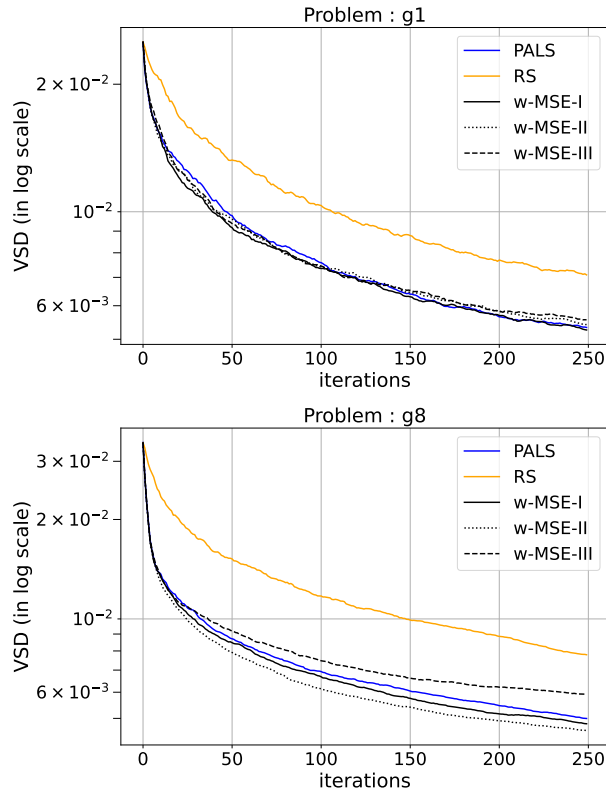 Problem : g1
VSD (in log scale)
2 × 10⁻²
10⁻²
6 × 10⁻³
PALS
RS
w-MSE-I
w-MSE-II
w-MSE-III
0 50 100 150 200 250
iterations
Problem : g8
VSD (in log scale)
3 × 10⁻²
2 × 10⁻²
10⁻²
6 × 10⁻³
PALS
RS
w-MSE-I
w-MSE-II
w-MSE-III
0 50 100 150 200 250
iterations